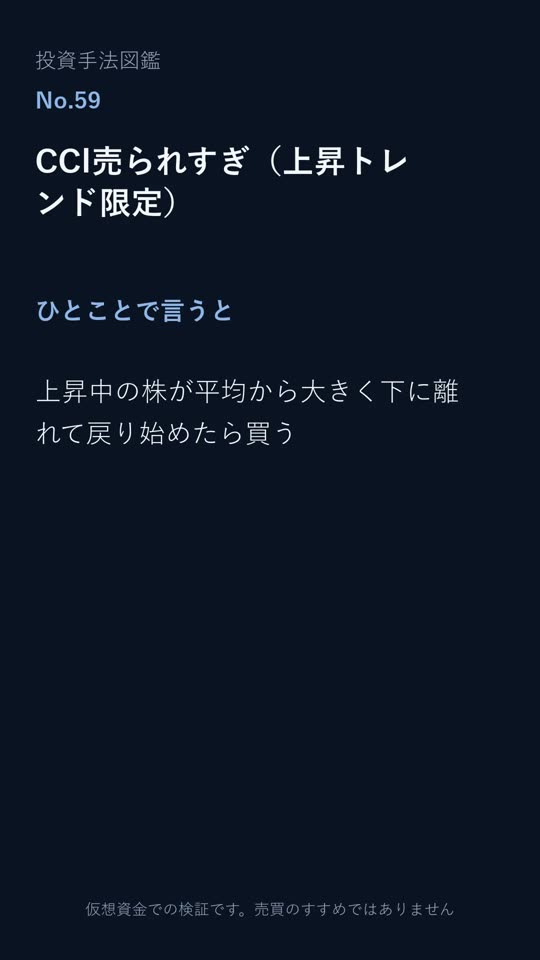 投資手法図鑑
No.59
CCI売られすぎ（上昇トレ
ンド限定）
ひとことで言うと
上昇中の株が平均から大きく下に離
れて戻り始めたら買う
仮想資金での検証です。売買のすすめではありません